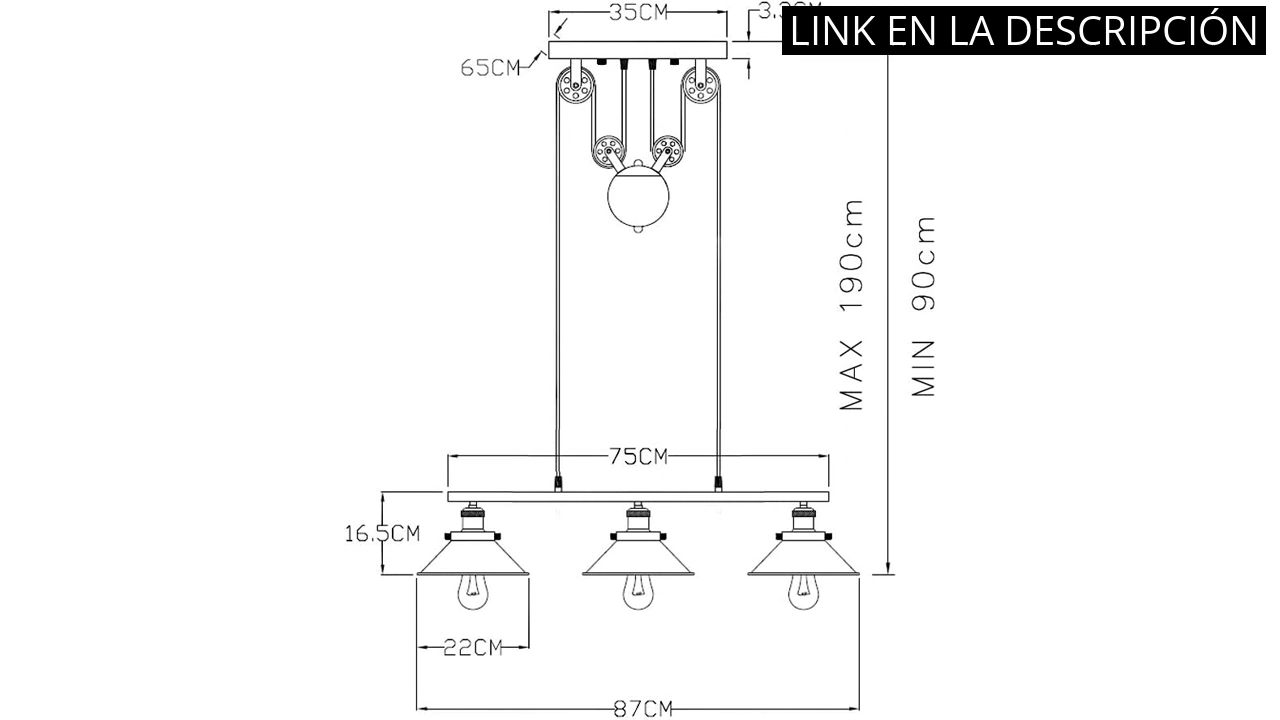 35CM
LINK EN LA DESCRIPCIÓN
65CM
MAX 190cm
MIN 90cm
75CM
16.5CM
22CM
87CM